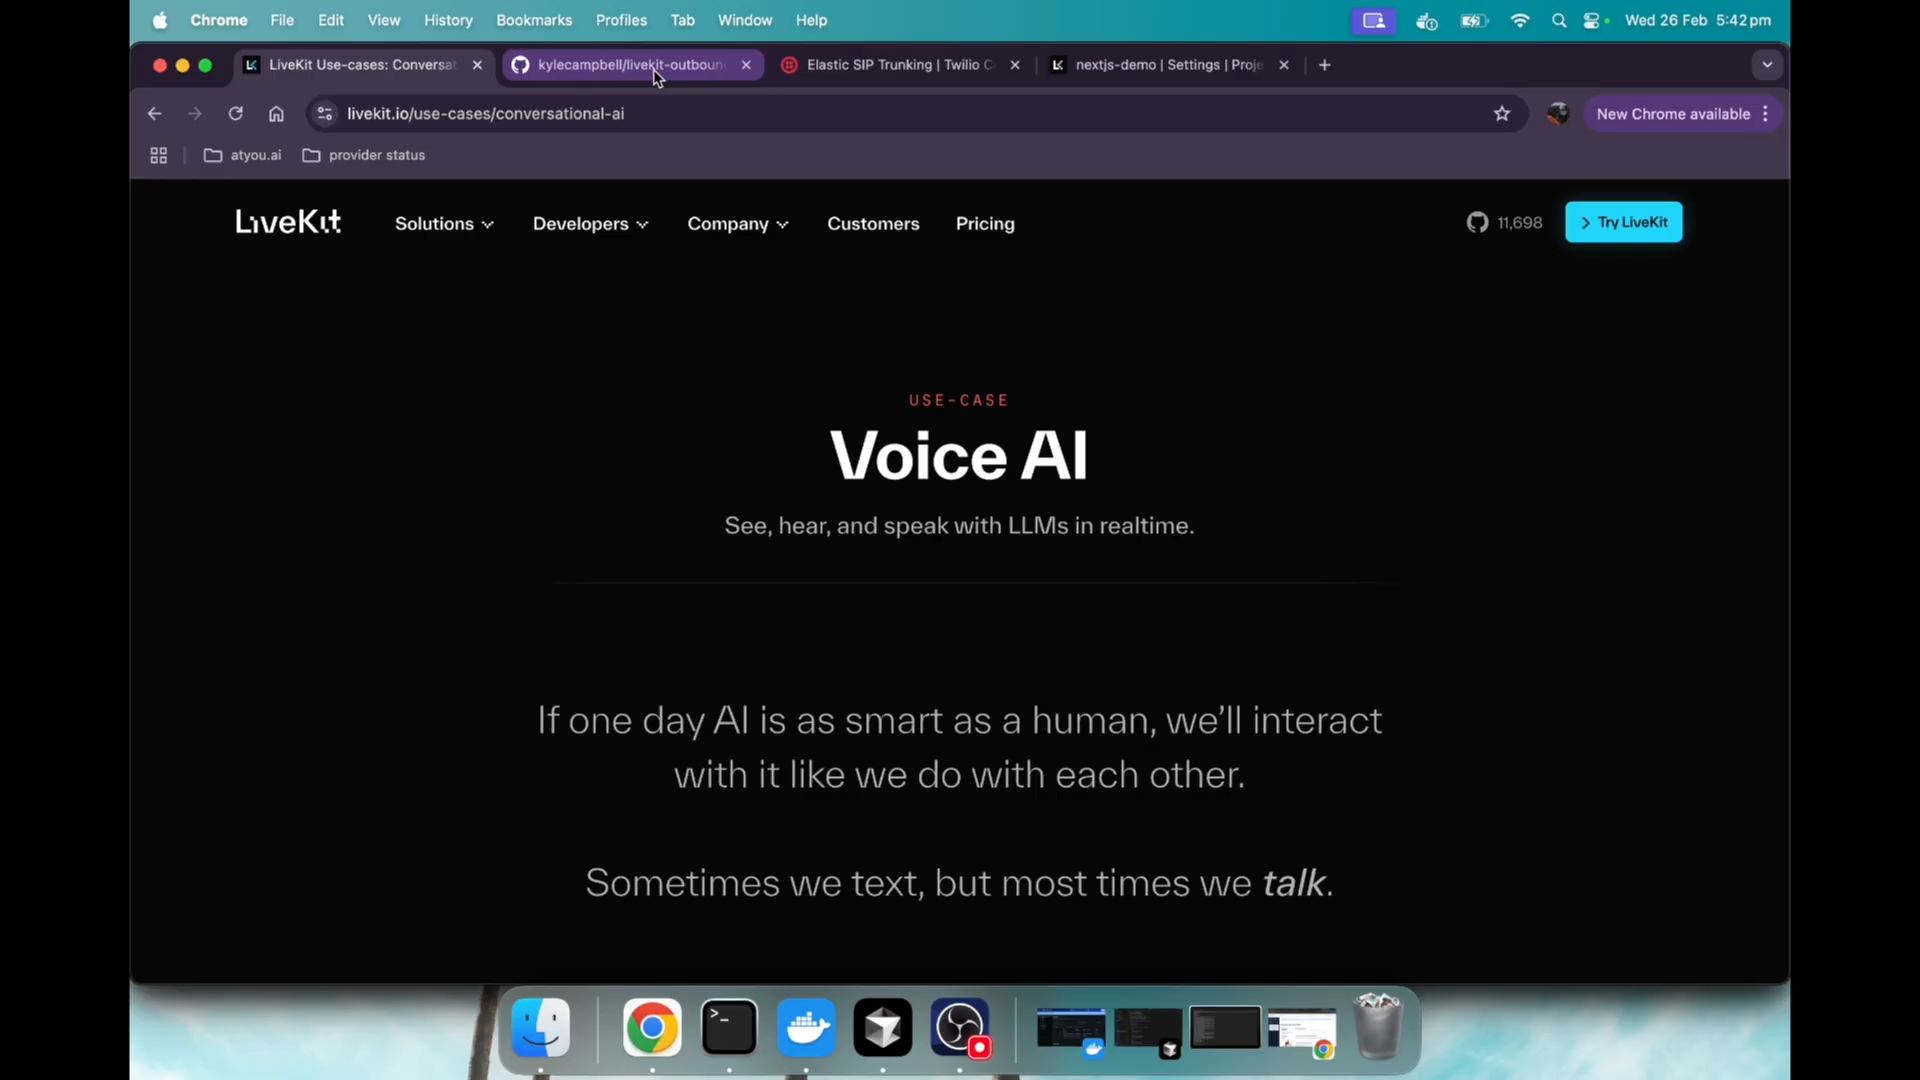 Chrome File Edit View History Bookmarks Profiles Tab Window Help Wed 26 Feb 5:42 pm
LiveKit Use-cases: Conversat kylecampbell/livekit-outboun Elastic SIP Trunking | Twilio C nextjs-demo | Settings | Proje
livekit.io/use-cases/conversational-ai New Chrome available
atyou.ai provider status
LiveKit Solutions Developers Company Customers Pricing 11,698 Try LiveKit
USE-CASE
Voice AI
See, hear, and speak with LLMs in realtime.
If one day AI is as smart as a human, we'll interact
with it like we do with each other.
Sometimes we text, but most times we talk.